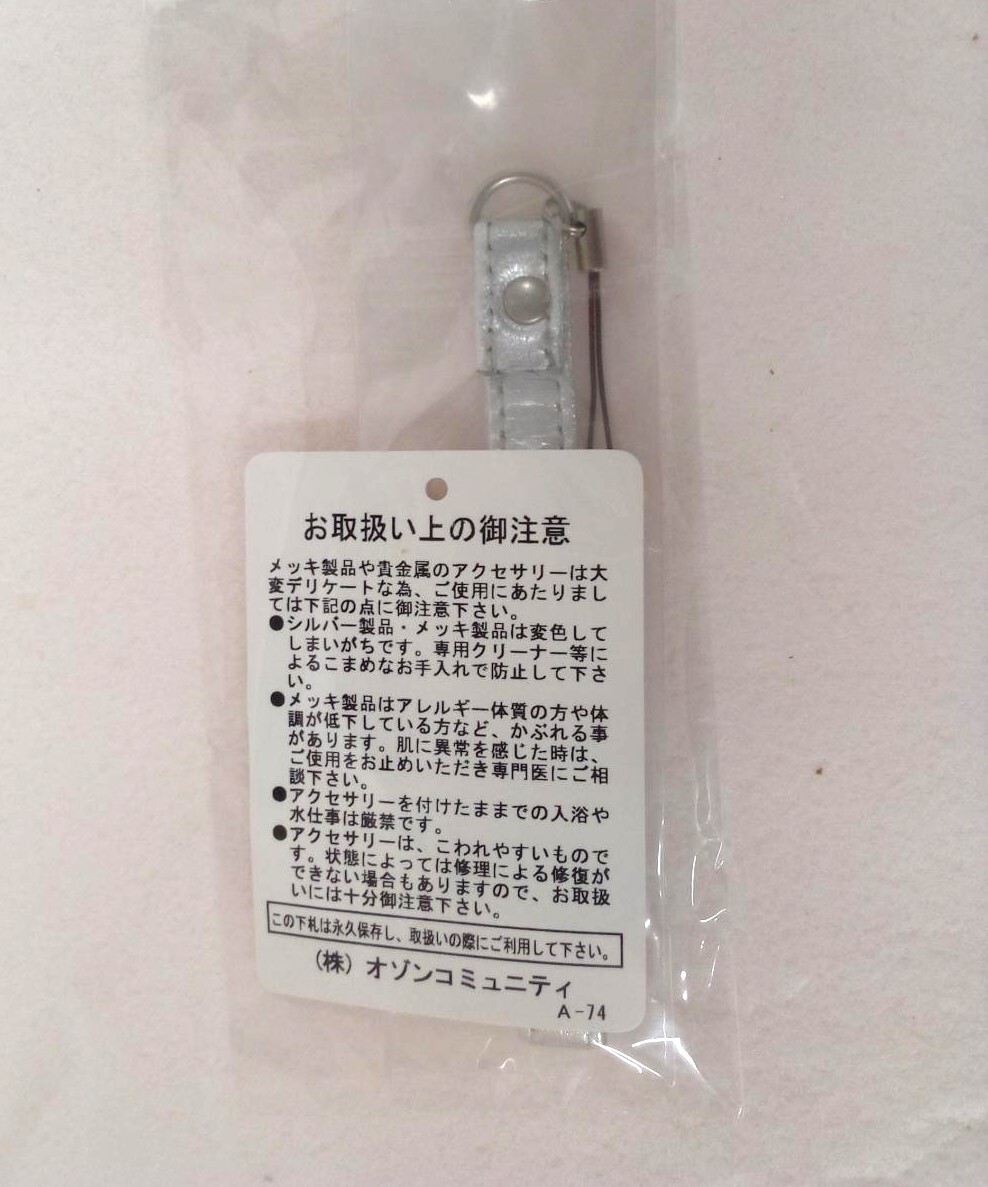 お取扱い上の御注意
メッキ製品や貴金属のアクセサリーは大
変デリケートな為、ご使用にあたりまし
ては下記の点に御注意下さい。
●シルバー製品・メッキ製品は変色して
しまいがちです。専用クリーナー等に
よるこまめなお手入れで防止して下さ
い。
●メッキ製品はアレルギー体質の方や体
調が低下している方など、かぶれる事
があります。肌に異常を感じた時は、
ご使用をお止めいただき専門医にご相
談下さい。
●アクセサリーを付けたままでの入浴や
水仕事は厳禁です。
●アクセサリーは、こわれやすいもので
す。状態によっては修理による修復が
できない場合もありますので、お取扱
いには十分御注意下さい。
この下札は永久保存し、取扱いの際にご利用して下さい。
(株)オゾンコミュニティ
A-74